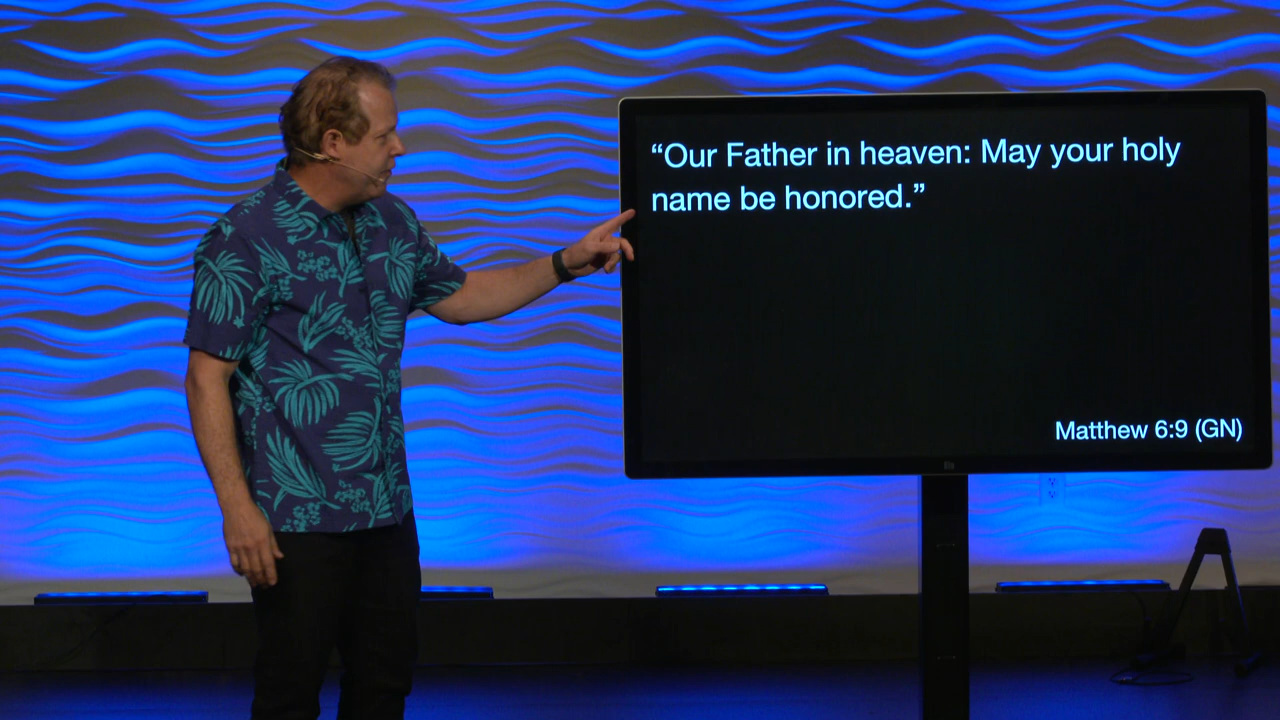 “Our Father in heaven: May your holy
name be honored.”
Matthew 6:9 (GN)